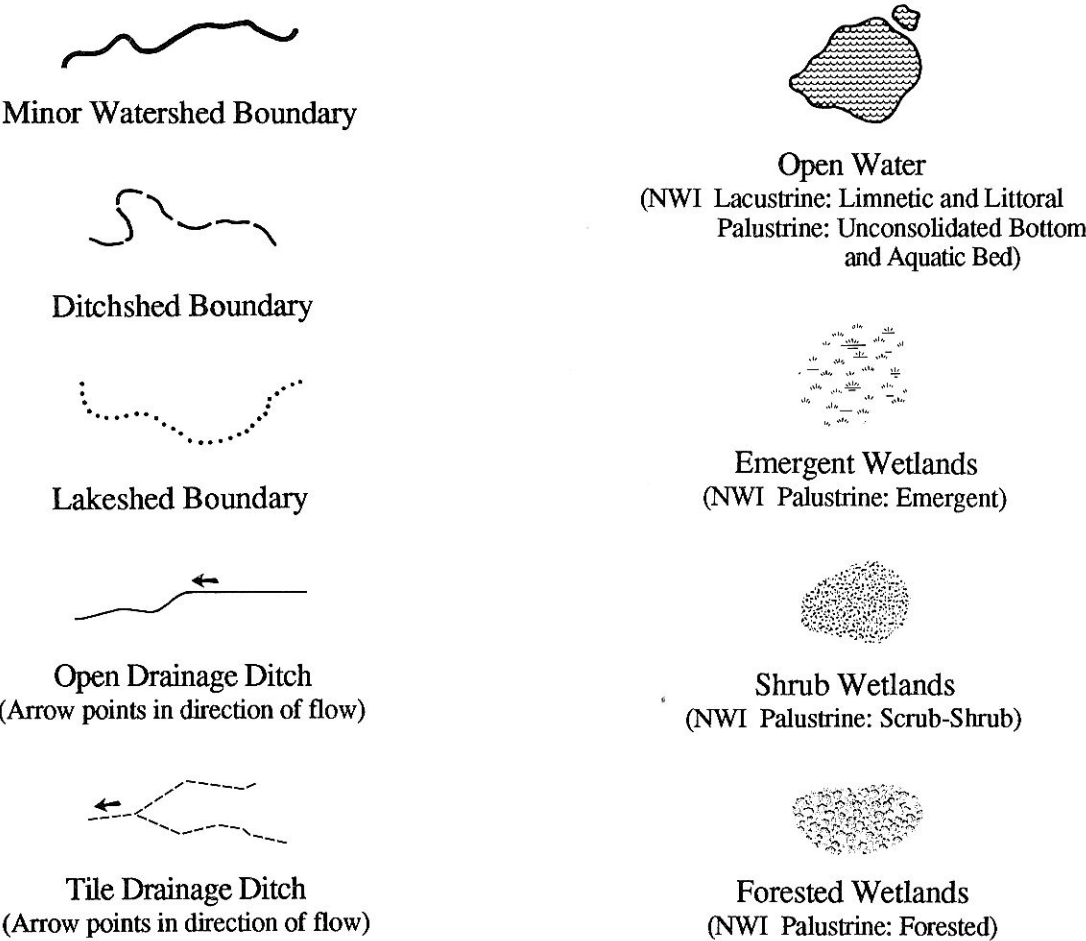 Minor Watershed Boundary
Ditchshed Boundary
Lakeshed Boundary
Open Drainage Ditch
(Arrow points in direction of flow)
Tile Drainage Ditch
(Arrow points in direction of flow)
Open Water
(NWI Lacustrine: Limnetic and Littoral
Palustrine: Unconsolidated Bottom
and Aquatic Bed)
Emergent Wetlands
(NWI Palustrine: Emergent)
Shrub Wetlands
(NWI Palustrine: Scrub-Shrub)
Forested Wetlands
(NWI Palustrine: Forested)